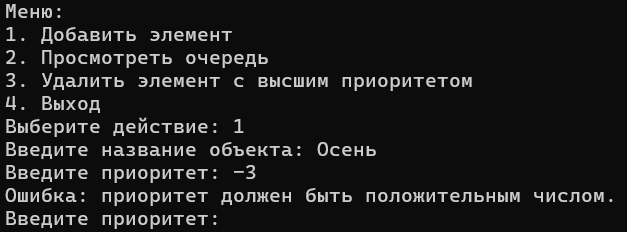 Меню:
1. Добавить элемент
2. Просмотреть очередь
3. Удалить элемент с высшим приоритетом
4. Выход
Выберите действие: 1
Введите название объекта: Осень
Введите приоритет: -3
Ошибка: приоритет должен быть положительным числом.
Введите приоритет: